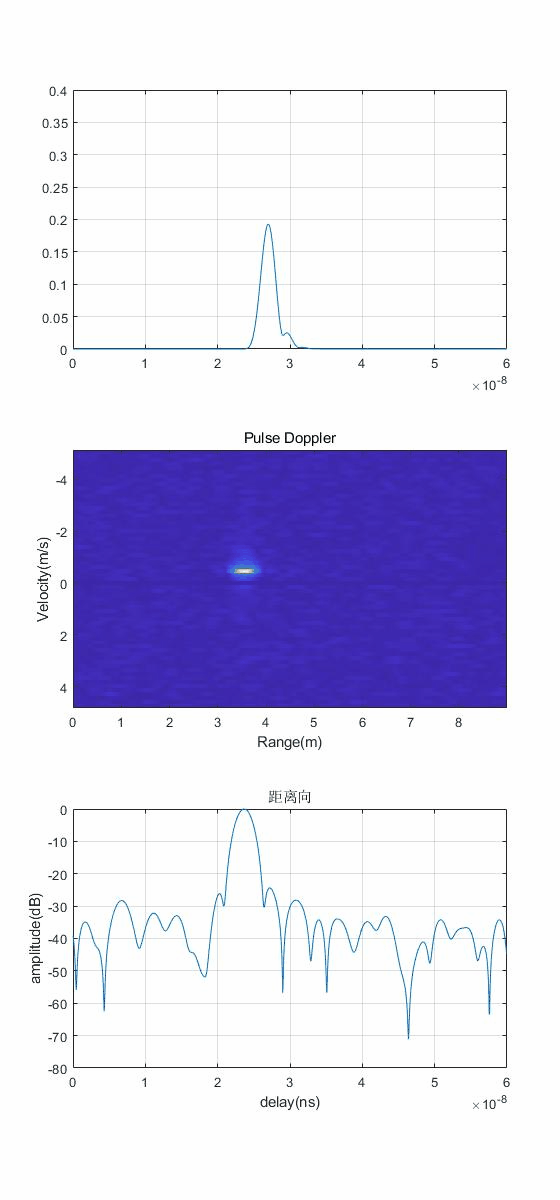 0.4
0.35
0.3
0.25
0.2
0.15
0.1
0.05
0
0 1 2 3 4 5 6
×10-8
Pulse Doppler
-4
-2
0
2
4
Velocity(m/s)
0 1 2 3 4 5 6 7 8
Range(m)
距离向
0
-10
-20
-30
-40
-50
-60
-70
-80
amplitude(dB)
0 1 2 3 4 5 6
delay(ns)
×10-8